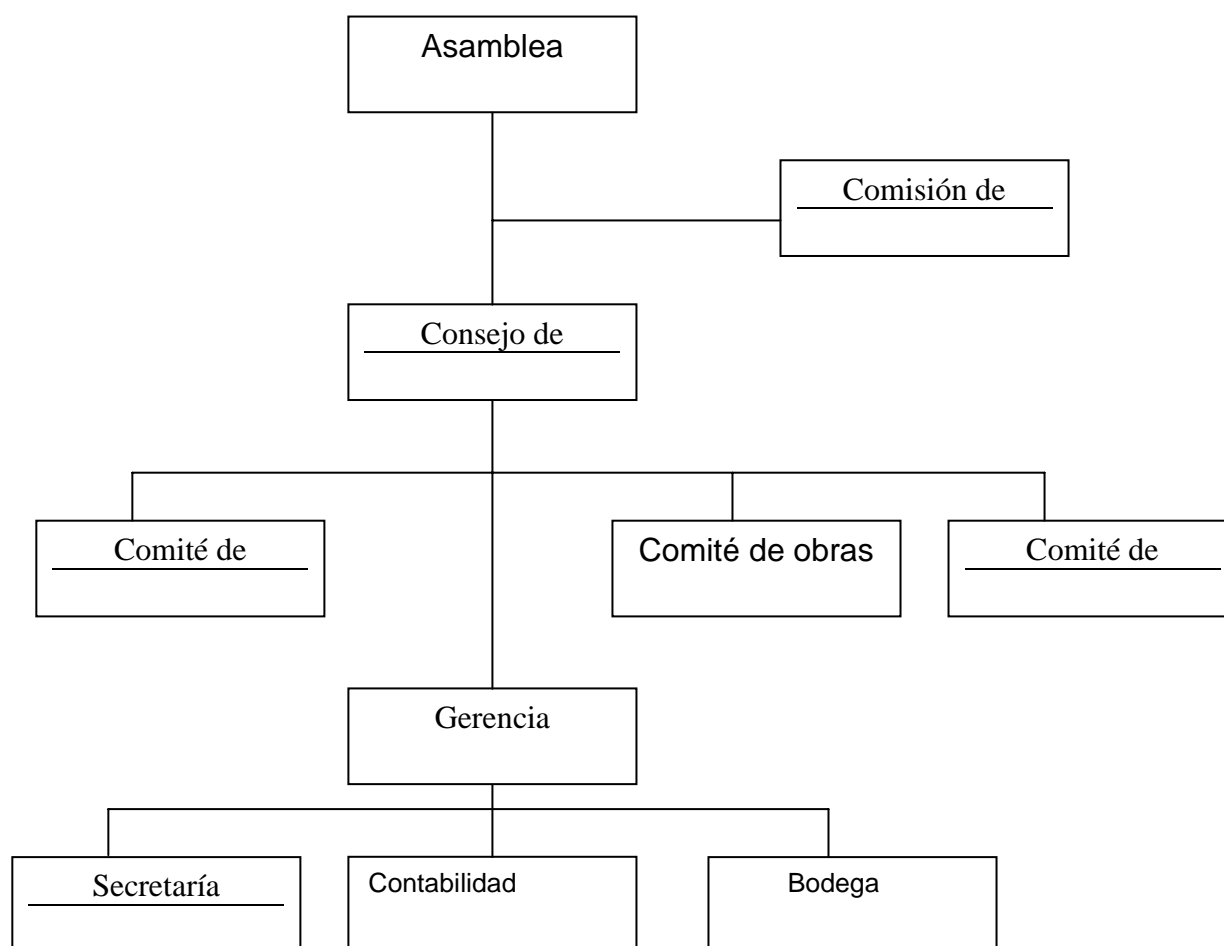 Asamblea
Comisión de
Consejo de
Comité de
Comité de obras
Comité de
Gerencia
Secretaría
Contabilidad
Bodega